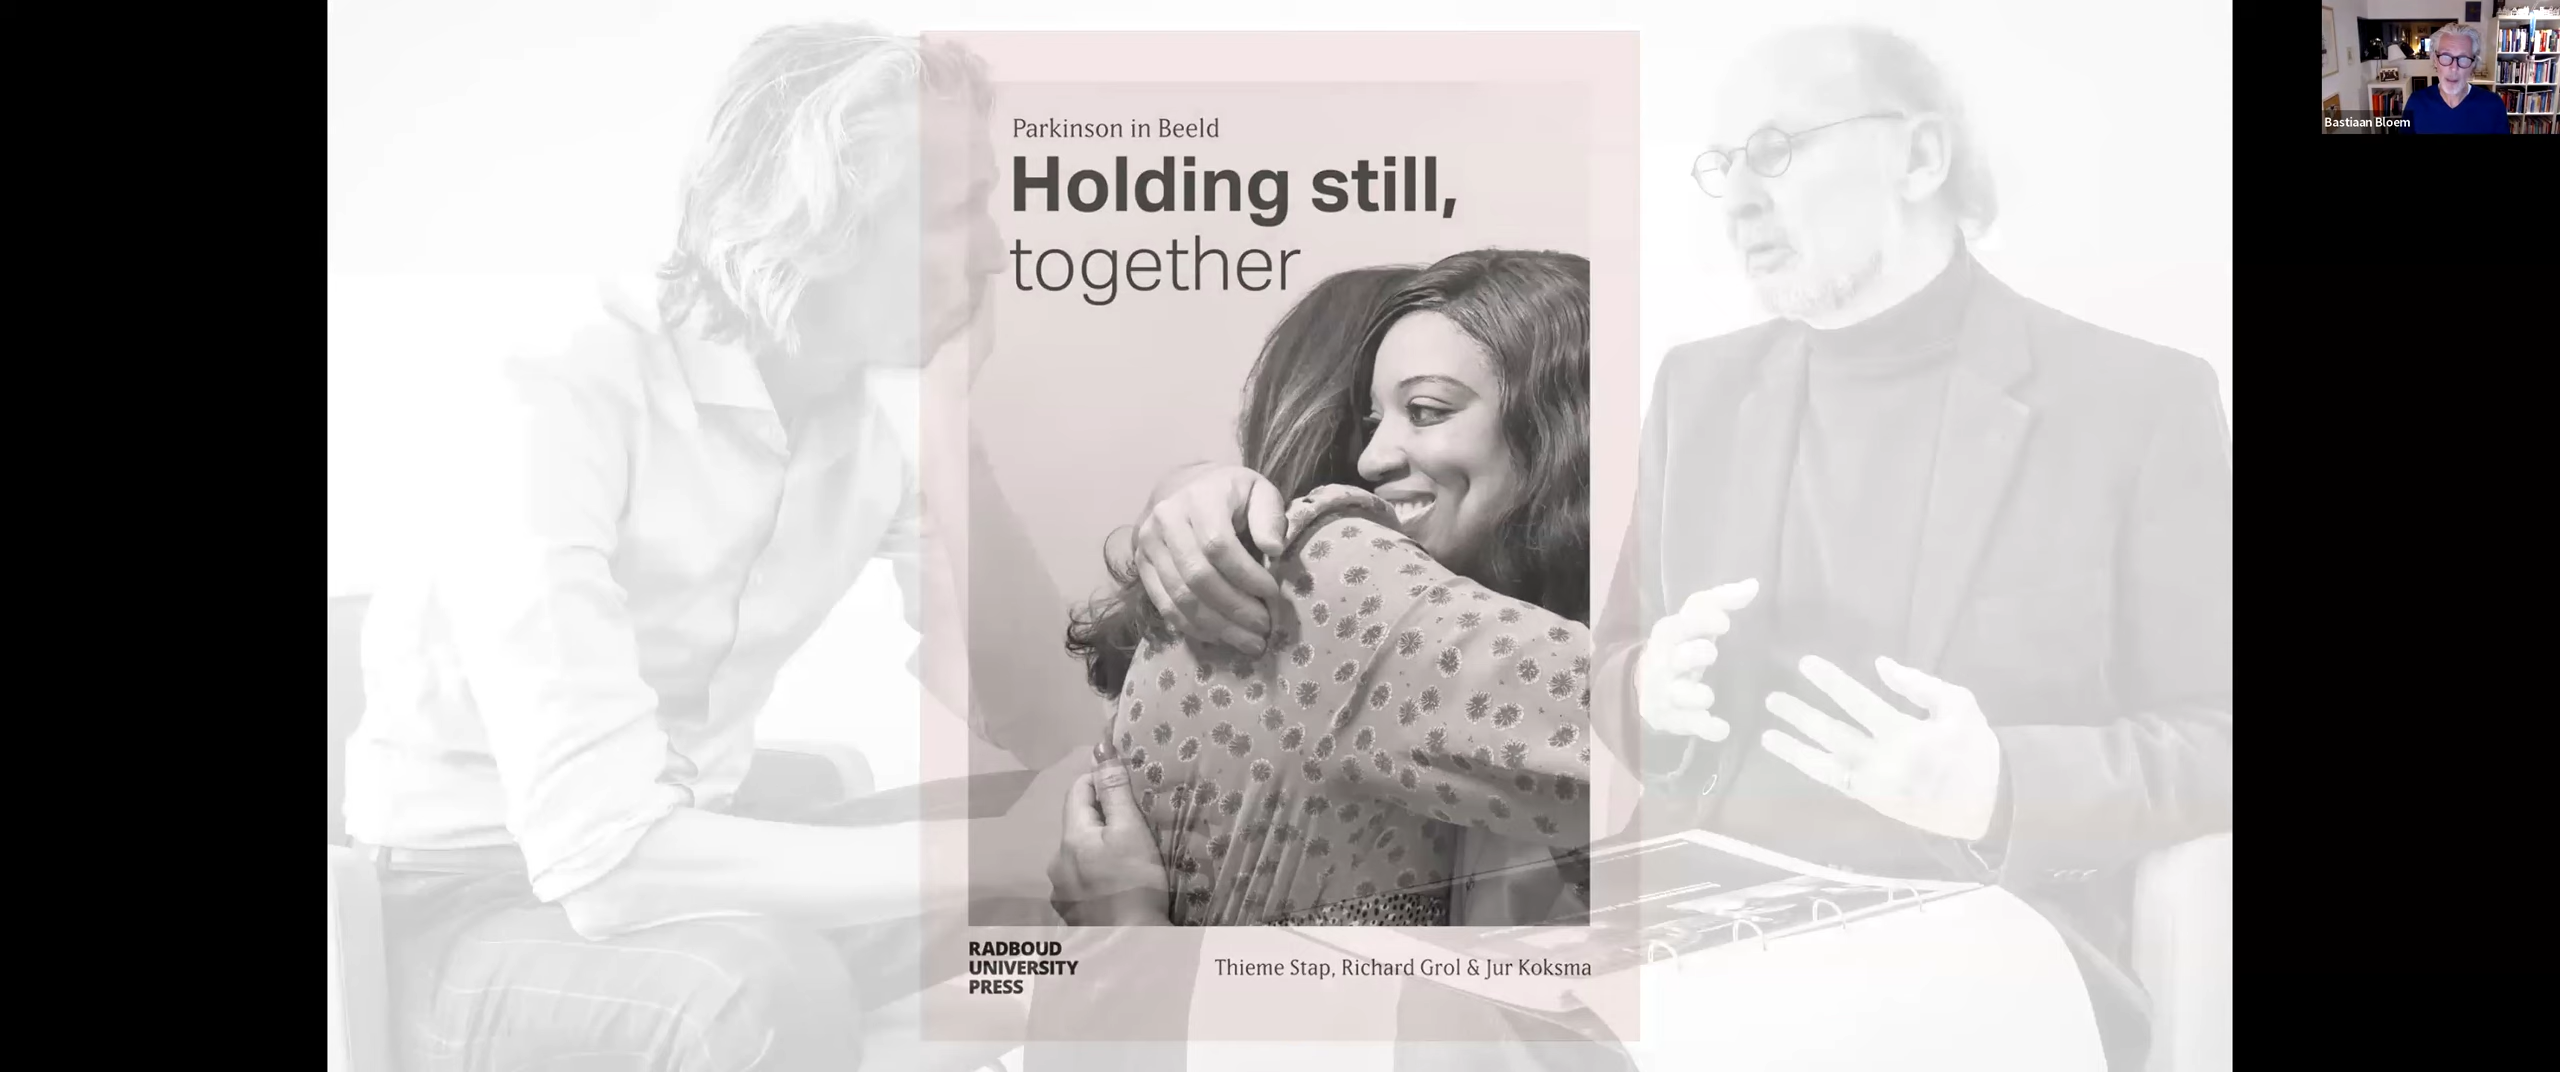 Parkinson in Beeld
Holding still,
together
RADBOUD
UNIVERSITY
PRESS
Thieme Stap, Richard Grol & Jur Koksma
Bastiaan Bloem